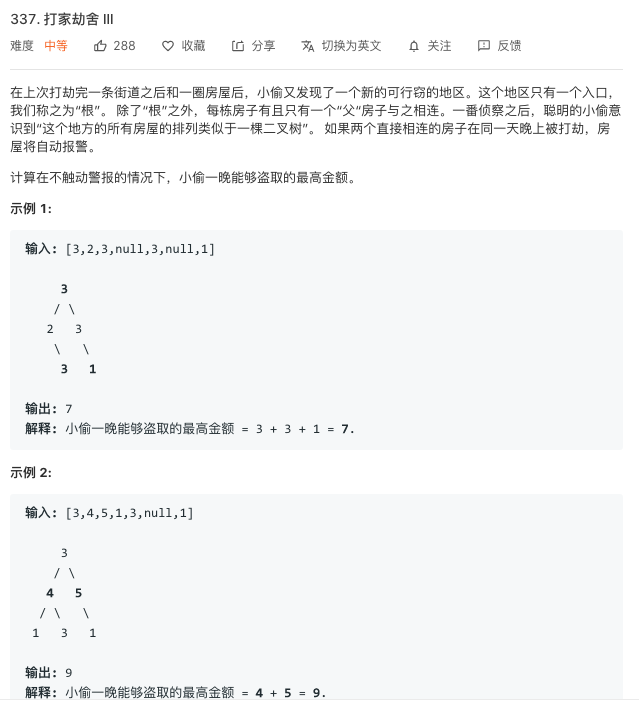 337. 打家劫舍 III
难度 中等 288 收藏 分享 切换为英文 关注 反馈
在上次打劫完一条街道之后和一圈房屋后，小偷又发现了一个新的可行窃的地区。这个地区只有一个入口，
我们称之为“根”。 除了“根”之外，每栋房子有且只有一个“父“房子与之相连。一番侦察之后，聪明的小偷意
识到“这个地方的所有房屋的排列类似于一棵二叉树”。 如果两个直接相连的房子在同一天晚上被打劫，房
屋将自动报警。
计算在不触动警报的情况下，小偷一晚能够盗取的最高金额。
示例 1:
输入: [3,2,3,null,3,null,1]
3
/ \
2 3
\ \
3 1
输出: 7
解释: 小偷一晚能够盗取的最高金额 = 3 + 3 + 1 = 7.
示例 2:
输入: [3,4,5,1,3,null,1]
3
/ \
4 5
/ \ \
1 3 1
输出: 9
解释: 小偷一晚能够盗取的最高金额 = 4 + 5 = 9.